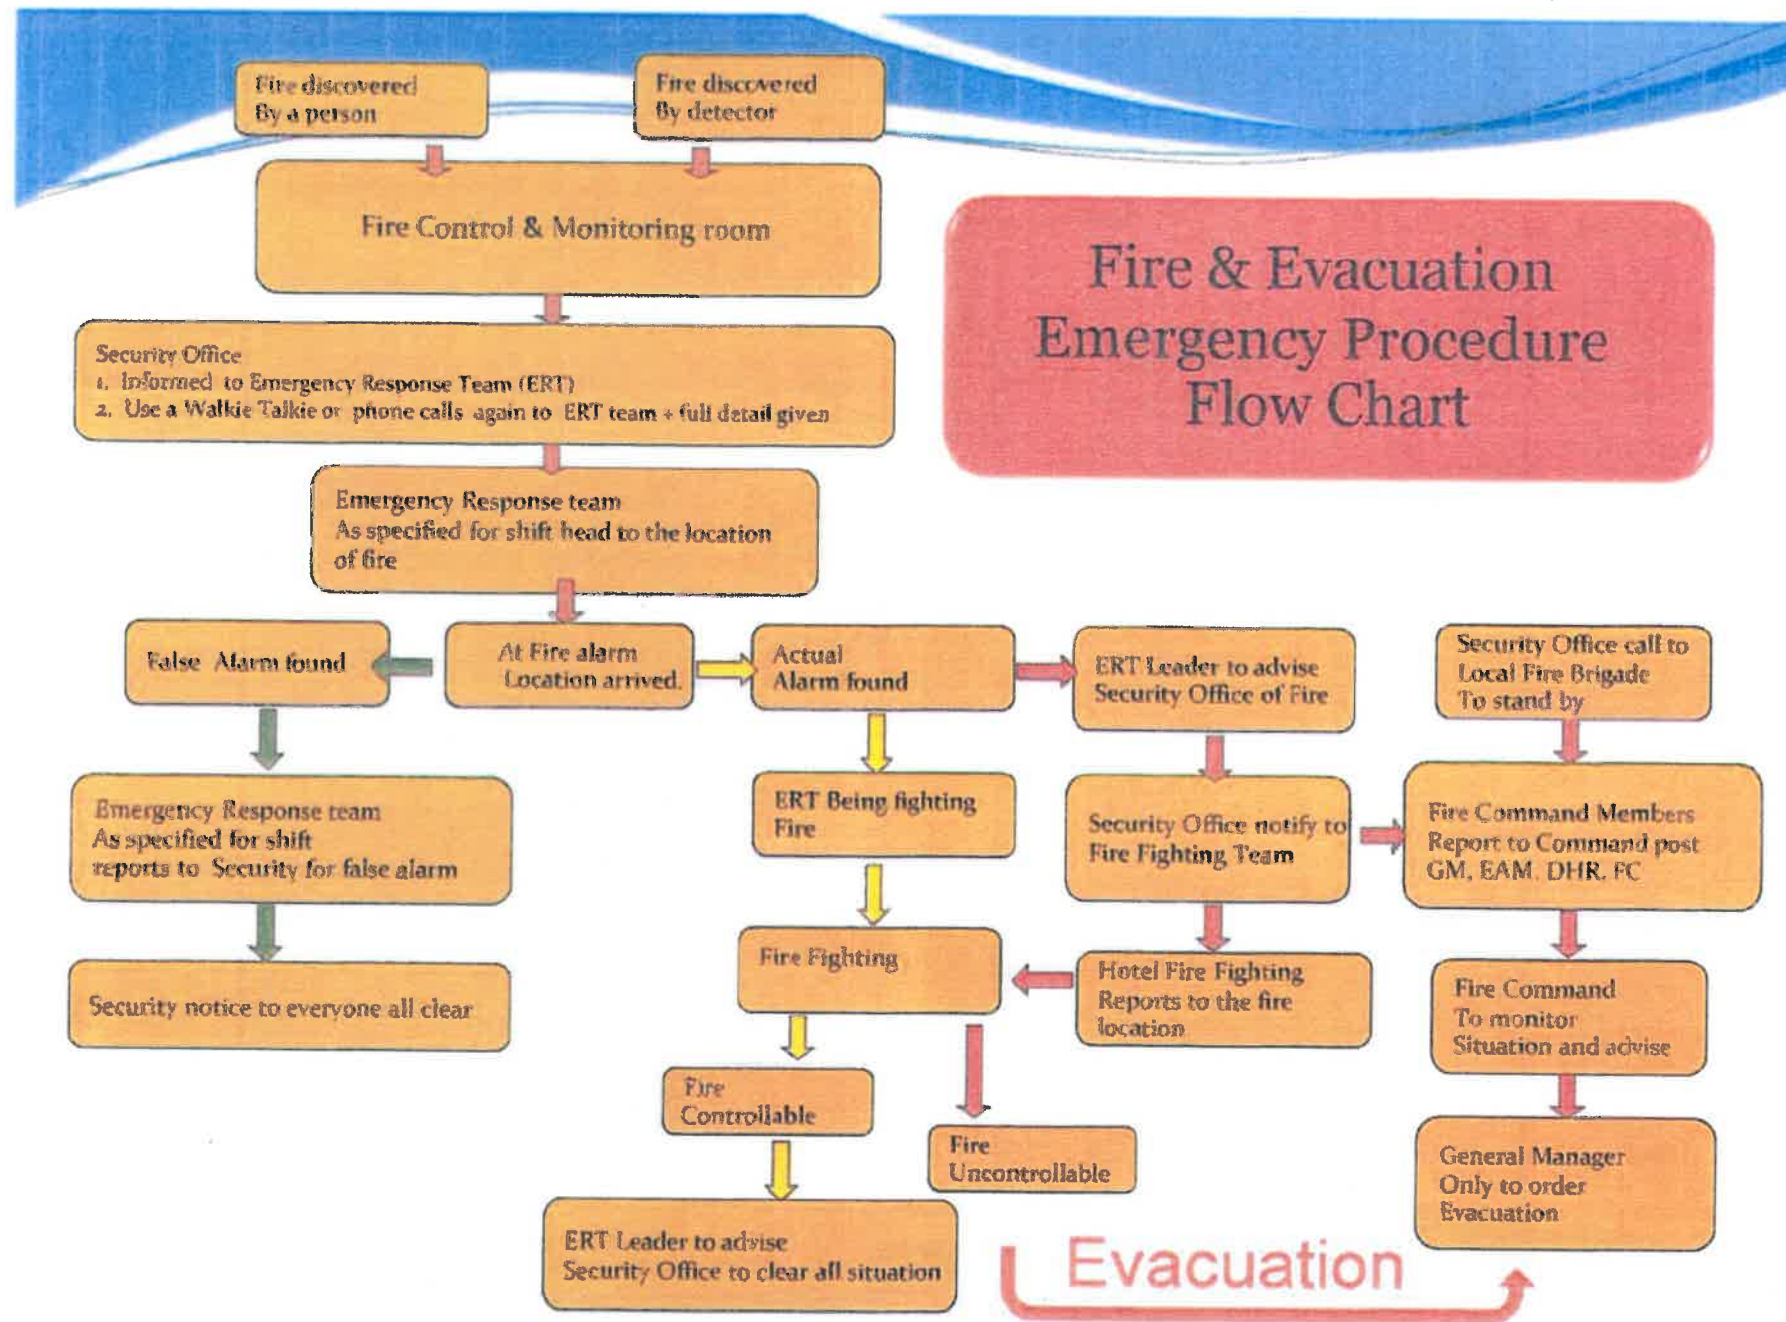 Fire discovered
By a person
Fire discovered
By detector
Fire Control & Monitoring room
Fire & Evacuation
Emergency Procedure
Flow Chart
Security Office
1. Informed to Emergency Response Team (ERT)
2. Use a Walkie Talkie or phone calls again to ERT team + full detail given
Emergency Response team
As specified for shift head to the location
of fire
False Alarm found
At Fire alarm
Location arrived.
Actual
Alarm found
ERT Leader to advise
Security Office of Fire
Security Office call to
Local Fire Brigade
To stand by
Emergency Response team
As specified for shift
reports to Security for false alarm
ERT Being fighting
Fire
Security Office notify to
Fire Fighting Team
Fire Command Members
Report to Command post
GM, EAM, DHR, FC
Security notice to everyone all clear
Fire Fighting
Hotel Fire Fighting
Reports to the fire
location
Fire Command
To monitor
Situation and advise
Fire
Controllable
Fire
Uncontrollable
General Manager
Only to order
Evacuation
ERT Leader to advise
Security Office to clear all situation
Evacuation